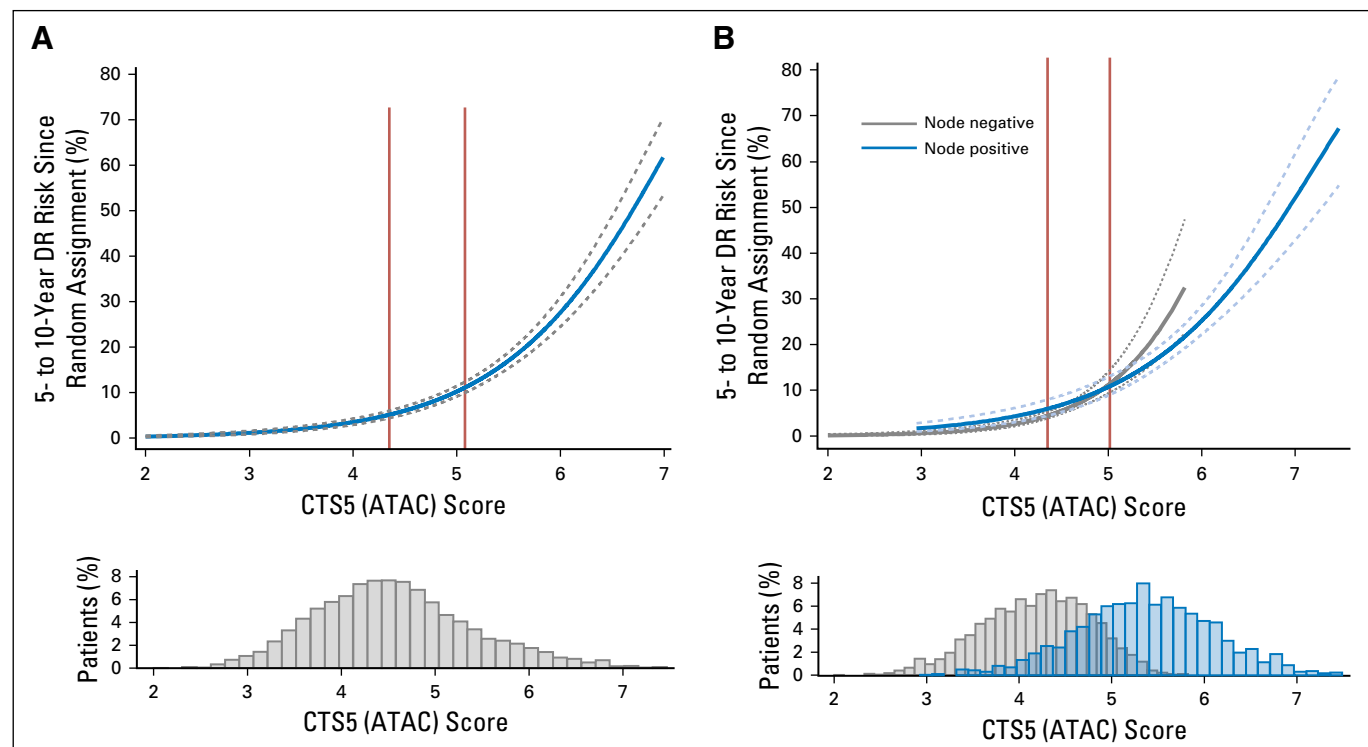 A
80
70
60
50
40
30
20
10
0
5- to 10-Year DR Risk Since
Random Assignment (%)
2 3 4 5 6 7
CTS5 (ATAC) Score
8
6
4
2
0
Patients (%)
2 3 4 5 6 7
CTS5 (ATAC) Score
B
80
70
60
50
40
30
20
10
0
5- to 10-Year DR Risk Since
Random Assignment (%)
Node negative
Node positive
2 3 4 5 6 7
CTS5 (ATAC) Score
8
6
4
2
0
Patients (%)
2 3 4 5 6 7
CTS5 (ATAC) Score